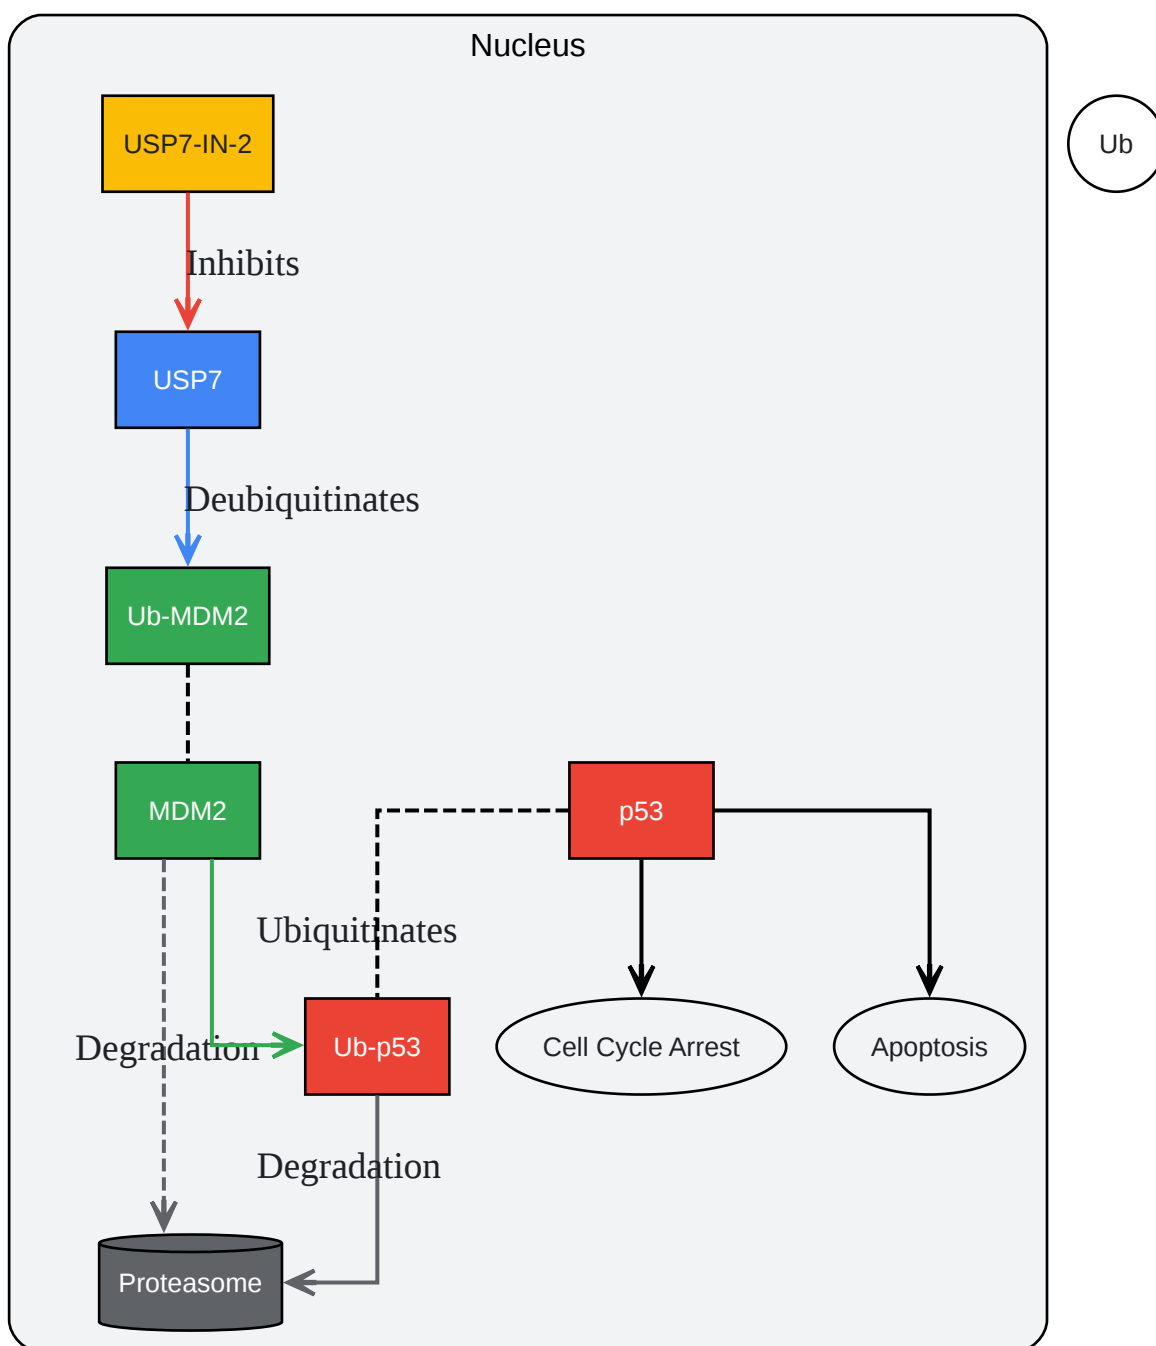 Nucleus
USP7-IN-2
Ub
Inhibits
USP7
Deubiquitinates
Ub-MDM2
MDM2
p53
Ubiquitinates
Degradation
Ub-p53
Cell Cycle Arrest
Apoptosis
Degradation
Proteasome